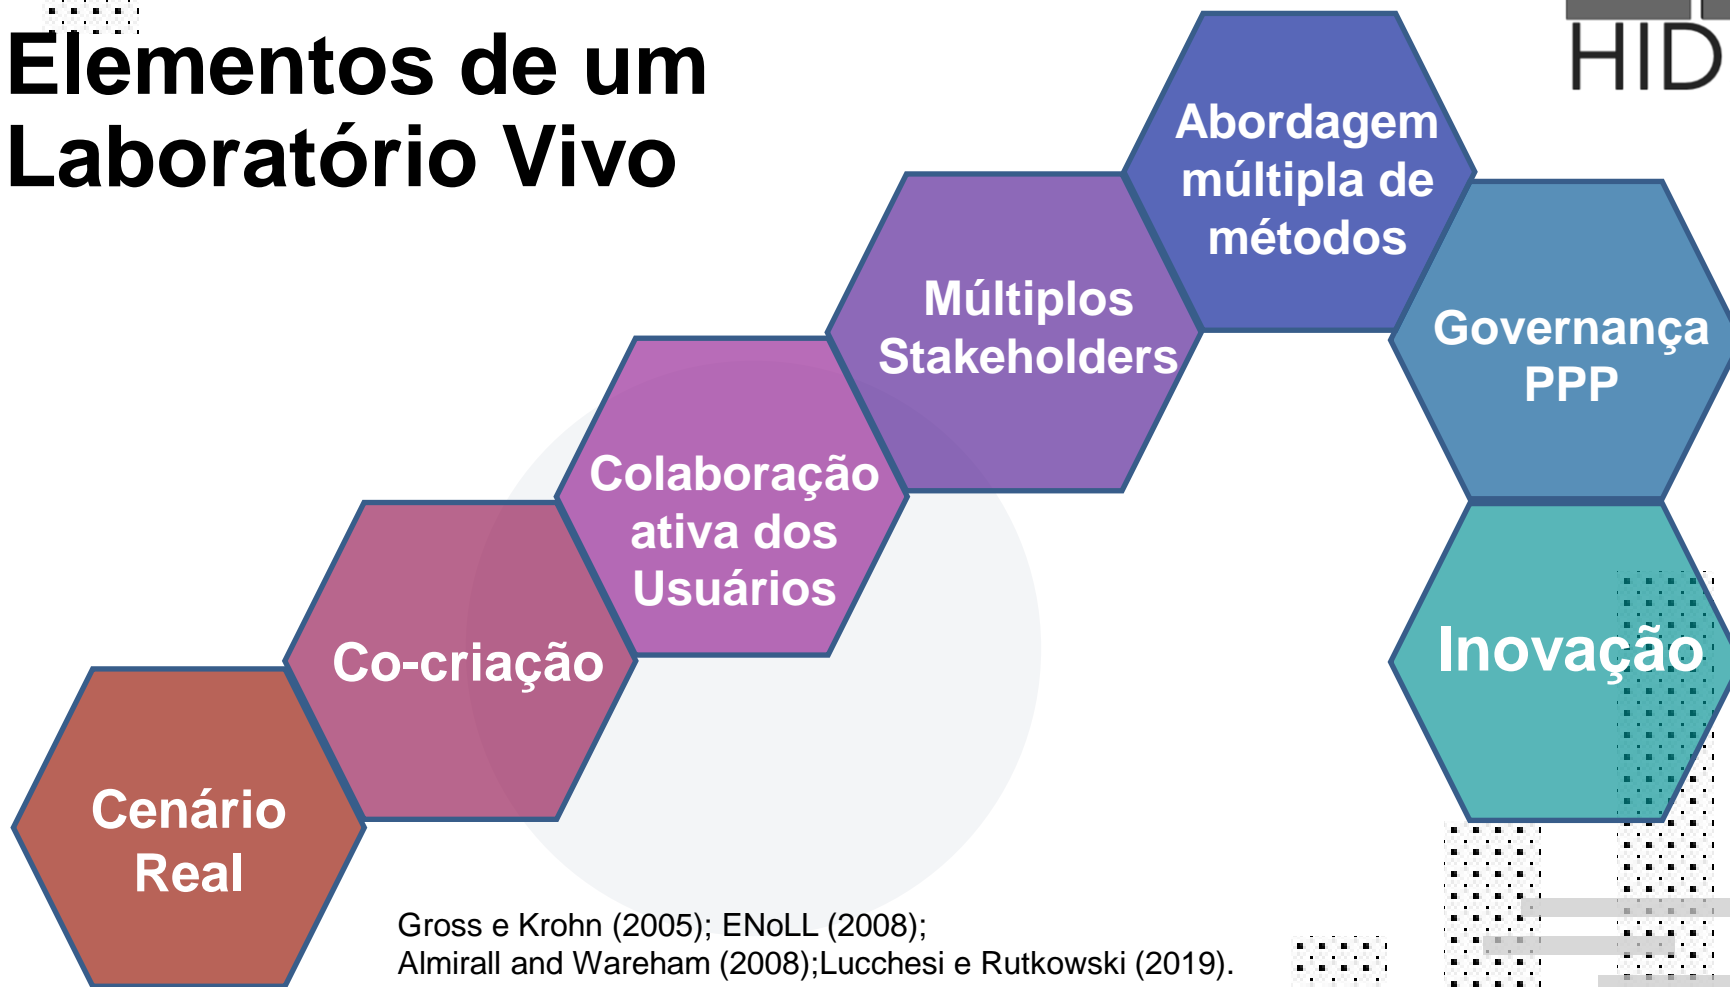 Elementos de um
Laboratório Vivo
HID
Abordagem
múltipla de
métodos
Múltiplos
Stakeholders
Governança
PPP
Colaboração
ativa dos
Usuários
Co-criação
Inovação
Cenário
Real
Gross e Krohn (2005); ENoLL (2008);
Almirall and Wareham (2008);Lucchesi e Rutkowski (2019).